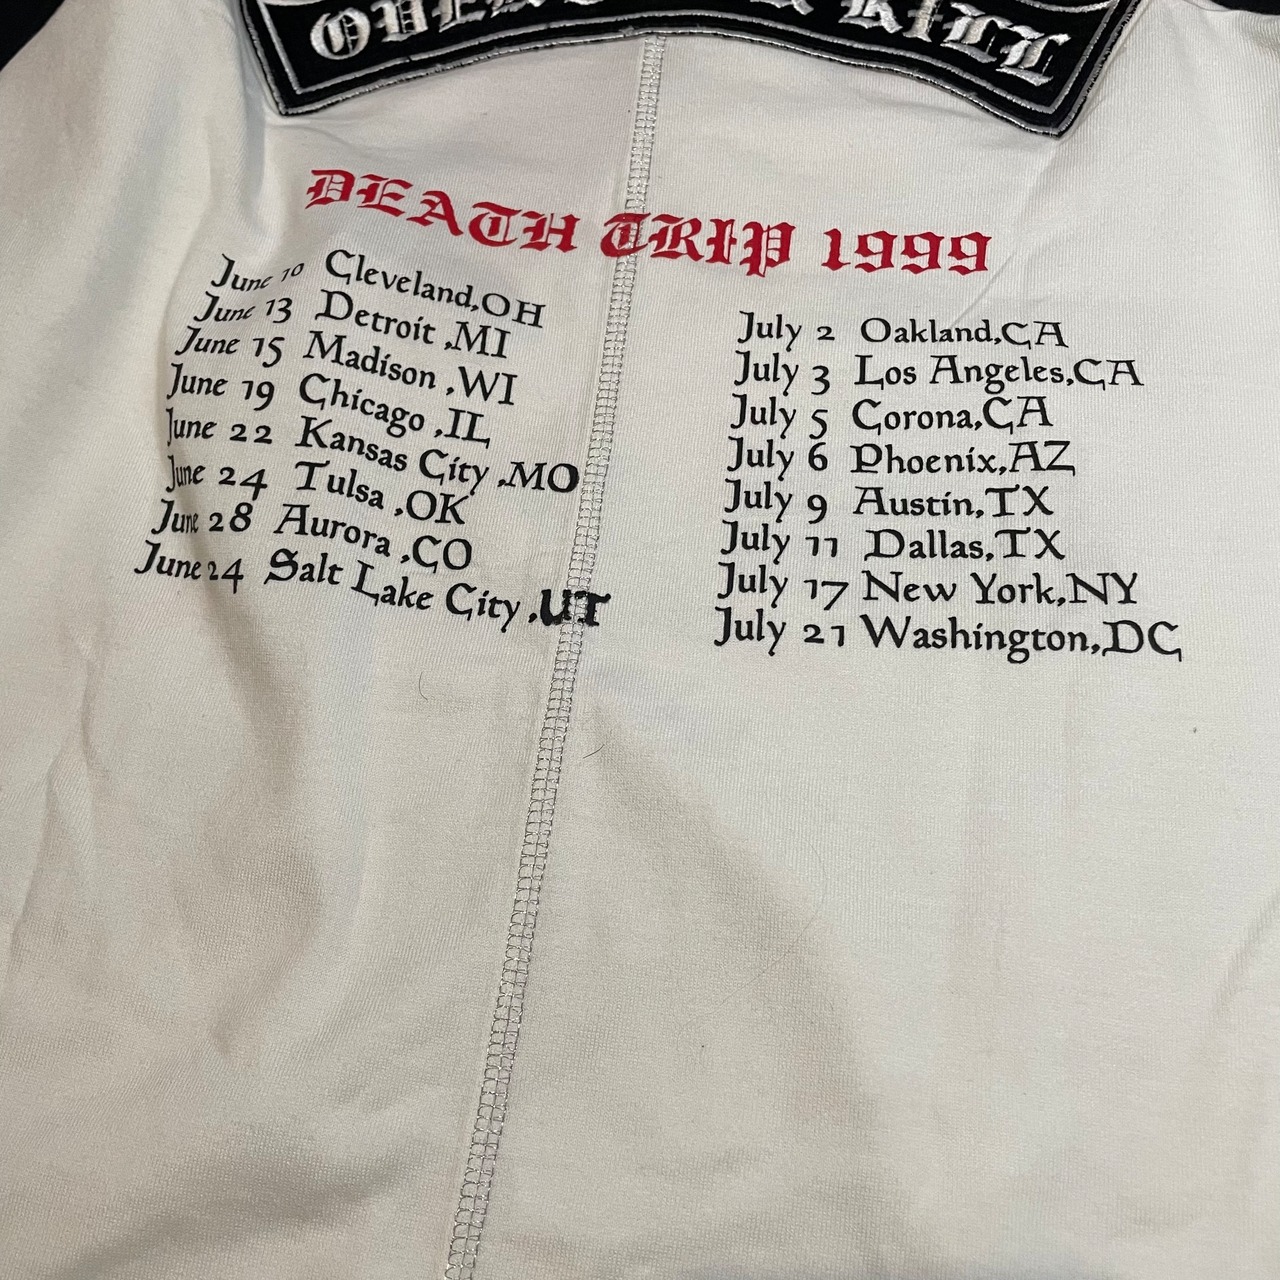 KILL
DEATH TRIP 1999
June 10 Cleveland,OH
June 13 Detroit ,MI
June 15 Madison ,WI
June 19 Chicago ,IL
June 22 Kansas City ,MO
June 24 Tulsa ,OK
June 28 Aurora ,CO
June 24 Salt Lake City ,UT
July 2 Oakland,CA
July 3 Los Angeles,CA
July 5 Corona,CA
July 6 Phoenix,AZ
July 9 Austin,TX
July 11 Dallas,TX
July 17 New York,NY
July 21 Washington,DC